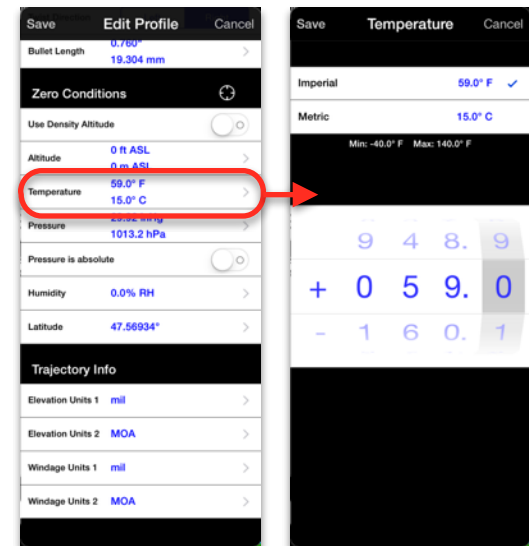 Save Edit Profile Cancel
Bullet Length 0.760"
19.304 mm
Zero Conditions
Use Density Altitude
Altitude 0 ft ASL
0 m ASL
Temperature 59.0° F
15.0° C
Pressure 29.92 inHg
1013.2 hPa
Pressure is absolute
Humidity 0.0% RH
Latitude 47.56934°
Trajectory Info
Elevation Units 1 mil
Elevation Units 2 MOA
Windage Units 1 mil
Windage Units 2 MOA
Save Temperature Cancel
Imperial 59.0° F
Metric 15.0° C
Min: -40.0° F Max: 140.0° F
9 4 8. 9
+ 0 5 9. 0
- 1 6 0. 1